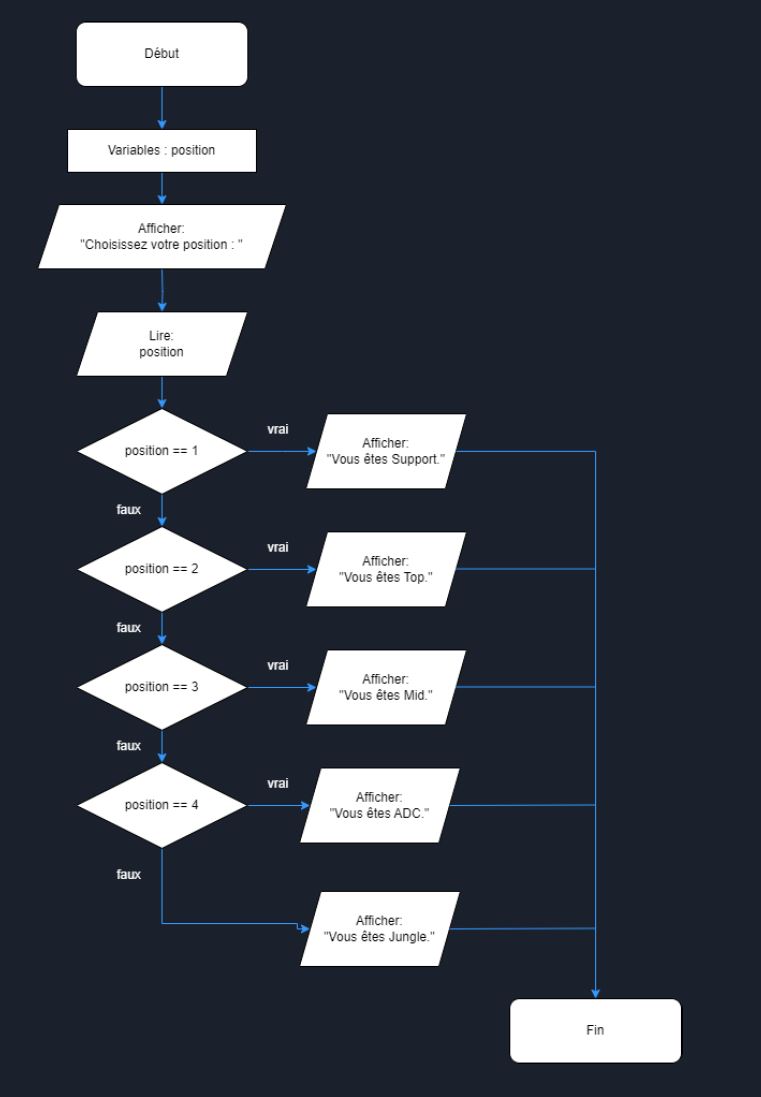 Début
Variables : position
Afficher:
"Choisissez votre position : "
Lire:
position
position == 1
vrai
Afficher:
"Vous êtes Support."
faux
position == 2
vrai
Afficher:
"Vous êtes Top."
faux
position == 3
vrai
Afficher:
"Vous êtes Mid."
faux
position == 4
vrai
Afficher:
"Vous êtes ADC."
faux
Afficher:
"Vous êtes Jungle."
Fin